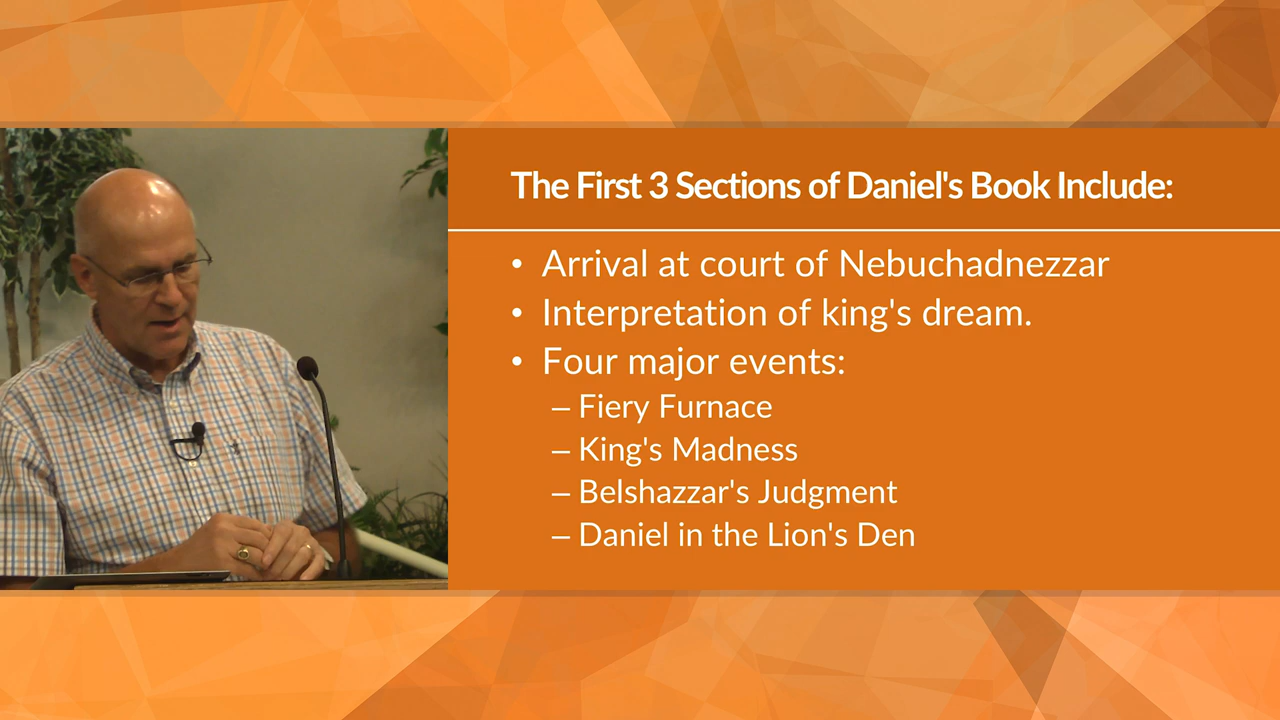 The First 3 Sections of Daniel's Book Include:
• Arrival at court of Nebuchadnezzar
• Interpretation of king's dream.
• Four major events:
– Fiery Furnace
– King's Madness
– Belshazzar's Judgment
– Daniel in the Lion's Den